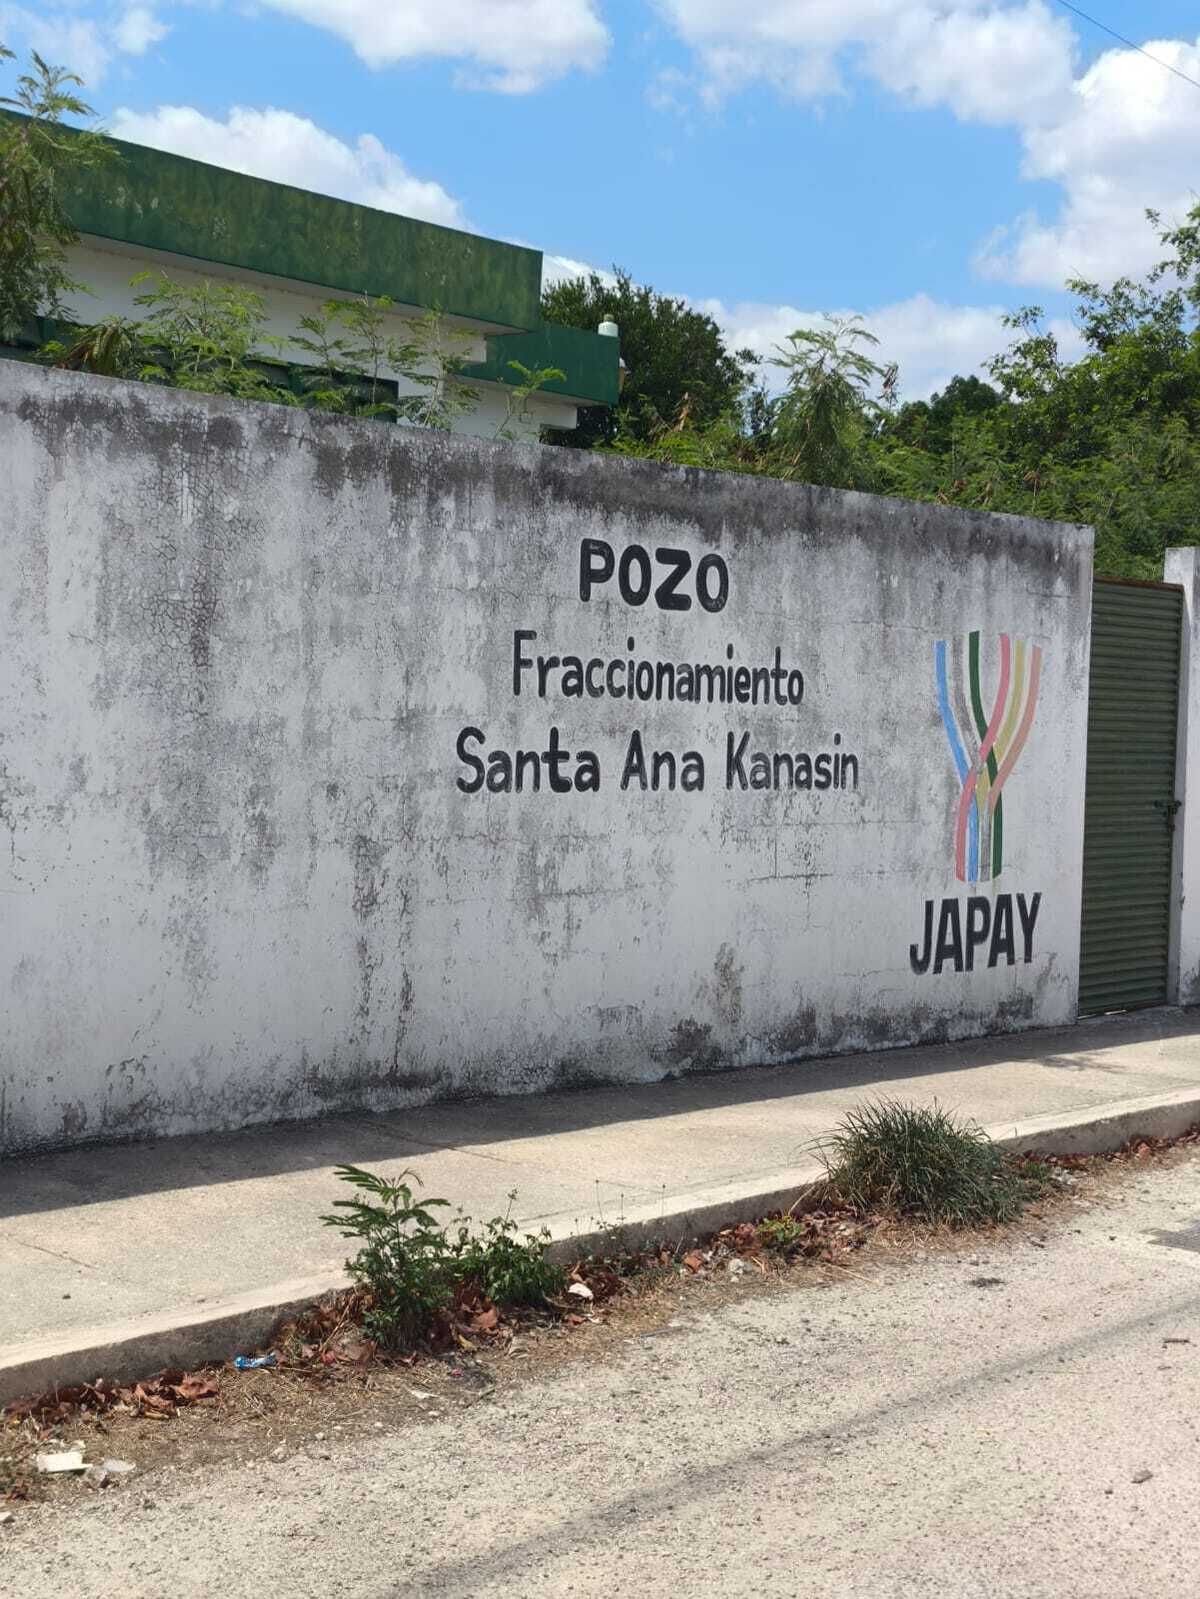 POZO
Fraccionamiento
Santa Ana Kanasin
JAPAY